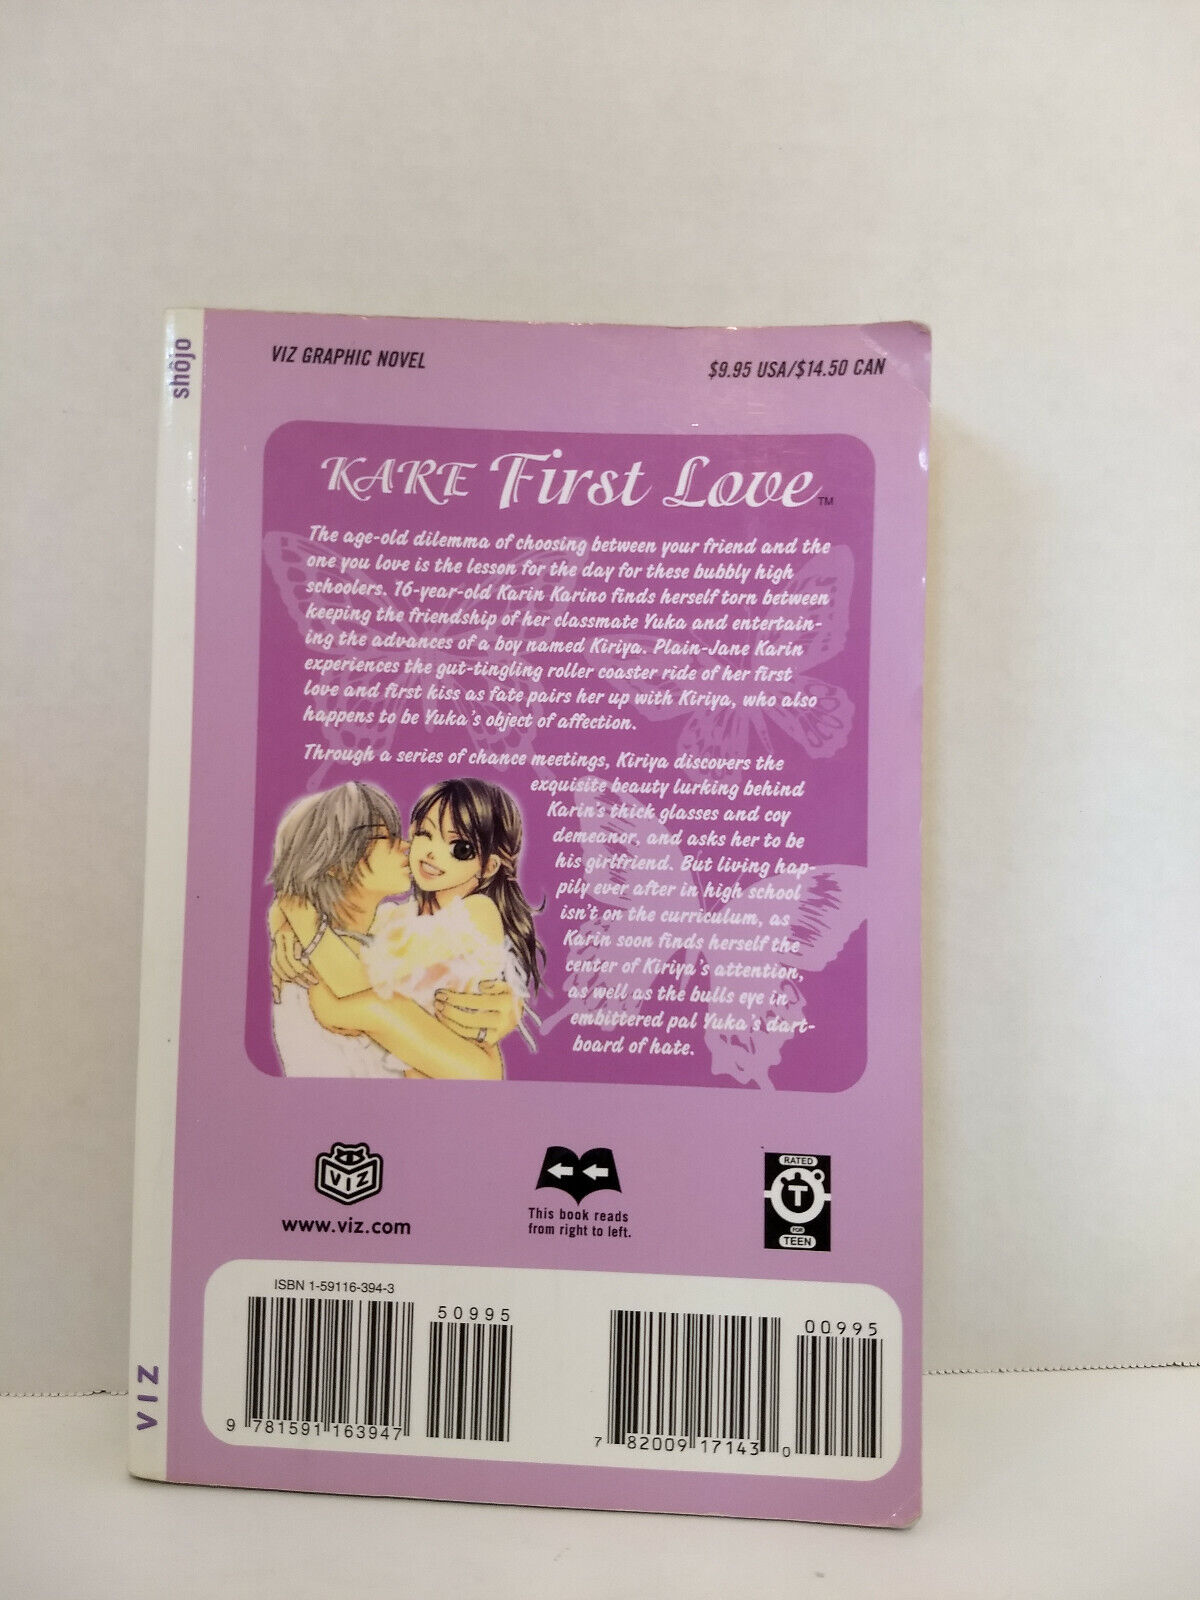 shôjo
VIZ GRAPHIC NOVEL
$9.95 USA/$14.50 CAN
KARE First Love™
The age-old dilemma of choosing between your friend and the
one you love is the lesson for the day for these bubbly high
schoolers. 16-year-old Karin Karino finds herself torn between
keeping the friendship of her classmate Yuka and entertain-
ing the advances of a boy named Kiriya. Plain-Jane Karin
experiences the gut-tingling roller coaster ride of her first
love and first kiss as fate pairs her up with Kiriya, who also
happens to be Yuka's object of affection.
Through a series of chance meetings, Kiriya discovers the
exquisite beauty lurking behind
Karin's thick glasses and coy
demeanor, and asks her to be
his girlfriend. But living hap-
pily ever after in high school
isn't on the curriculum, as
Karin soon finds herself the
center of Kiriya's attention,
as well as the bulls eye in
embittered pal Yuka's dart-
board of hate.
VIZ
www.viz.com
This book reads
from right to left.
RATED
T
FOR
TEEN
ISBN 1-59116-394-3
50995
9 781591 163947
00995
7 82009 17143 0
VIZ